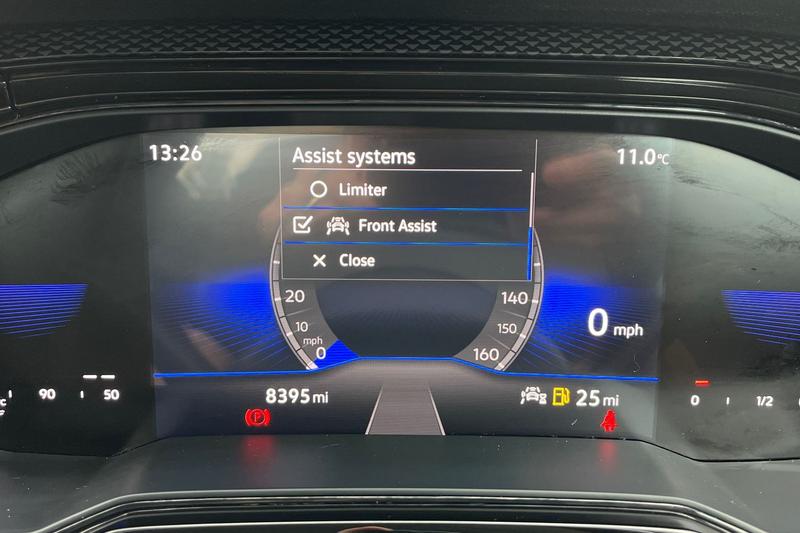 13:26
Assist systems
11.0°C
Limiter
Front Assist
Close
20
140
10
150
0 mph
mph
0
160
90
50
8395 mi
25 mi
0
1/2
°C
P